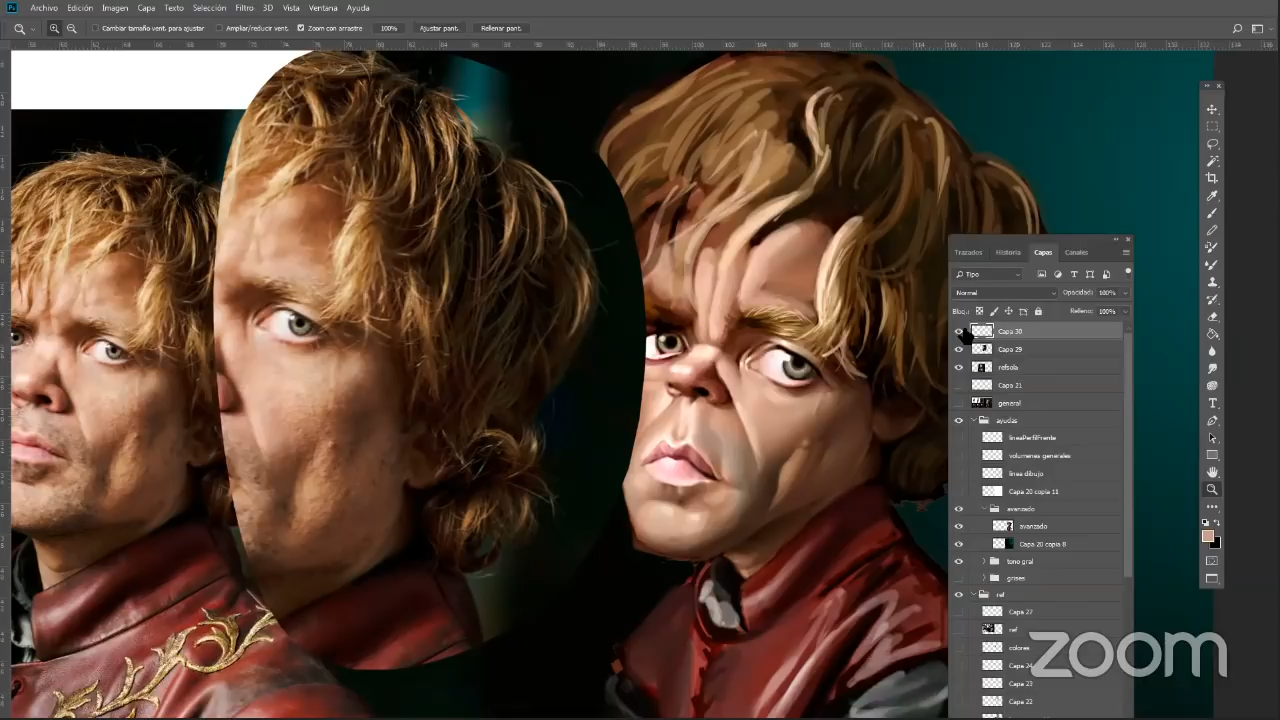 Ps Archivo Edición Imagen Capa Texto Selección Filtro 3D Vista Ventana Ayuda
Cambiar tamaño vent. para ajustar Ampliar/reducir vent. Zoom con arrastre 100% Ajustar pant. Rellenar pant.
Trazados Historia Capas Canales
Tipo
Normal Opacidad: 100%
Bloq.: Relleno: 100%
Capa 30
Capa 29
refsola
Capa 21
general
ayudas
lineaPerfilFrente
volumenes generales
linea dibujo
Capa 20 copia 11
avanzado
avanzado
Capa 20 copia 8
tono gral
grises
ref
Capa 27
ref
colores
Capa 24
Capa 23
Capa 22
zoom